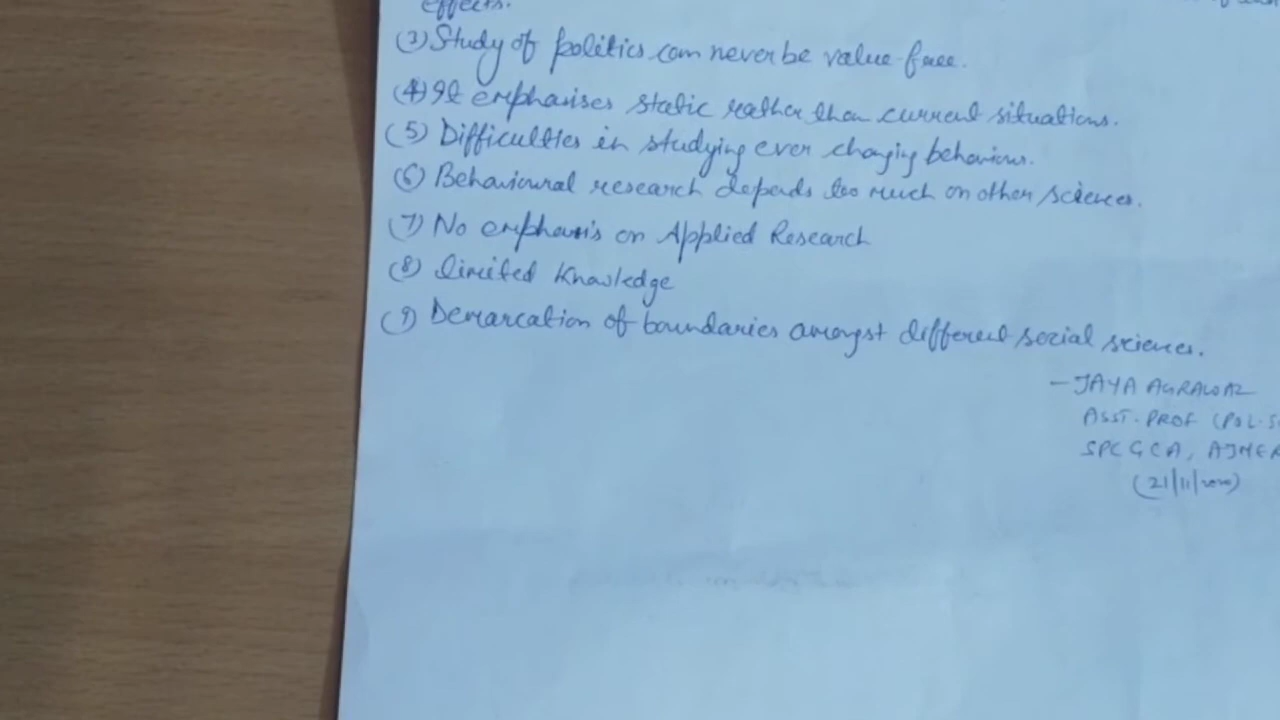 effects.
(3) Study of politics can never be value-free.
(4) It emphasises static rather than current situations.
(5) Difficulties in studying ever changing behaviour.
(6) Behavioural research depends too much on other sciences.
(7) No emphasis on Applied Research
(8) limited Knowledge
(9) Demarcation of boundaries amongst different social sciences.
- JAYA AGRAWAL
ASST. PROF (POL. S
SPCGCA, AJMER
(21/11/2020)